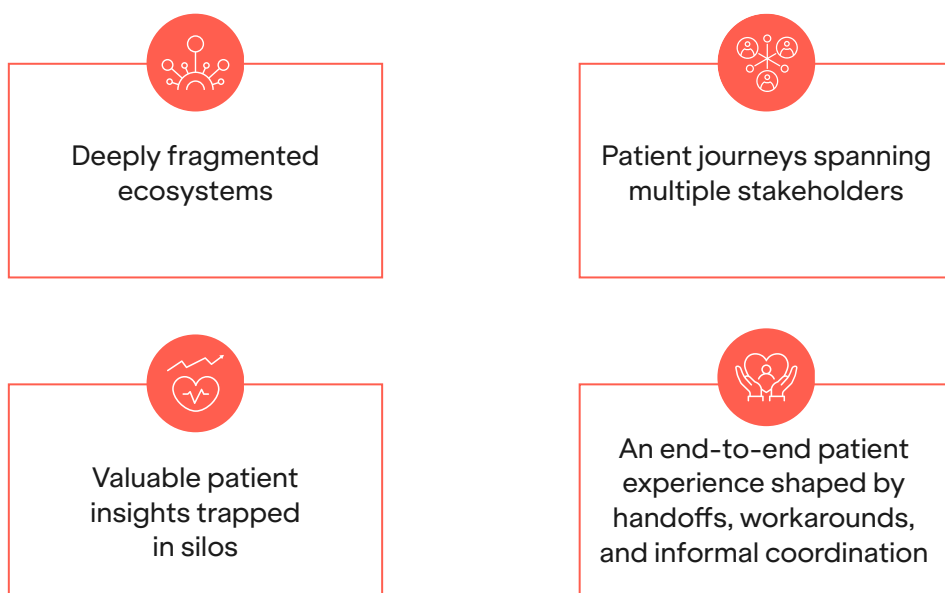 Deeply fragmented
ecosystems
Patient journeys spanning
multiple stakeholders
Valuable patient
insights trapped
in silos
An end-to-end patient
experience shaped by
handoffs, workarounds,
and informal coordination